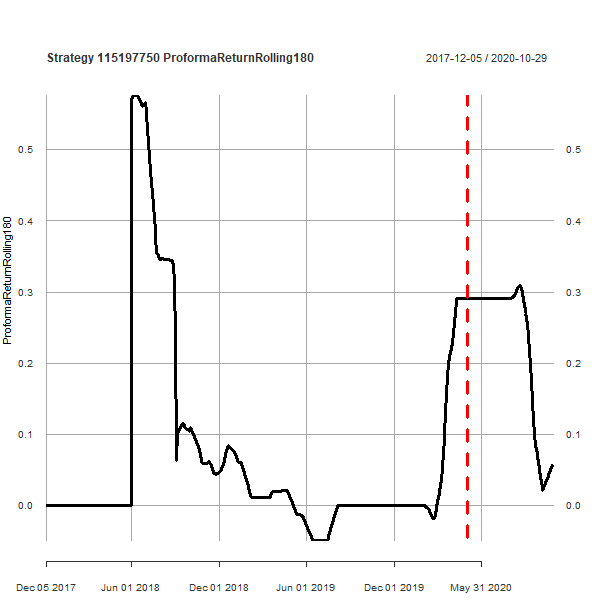 Strategy 115197750 ProformaReturnRolling180
2017-12-05 / 2020-10-29
ProformaReturnRolling180
0.5 0.5
0.4 0.4
0.3 0.3
0.2 0.2
0.1 0.1
0.0 0.0
Dec 05 2017 Jun 01 2018 Dec 01 2018 Jun 01 2019 Dec 01 2019 May 31 2020